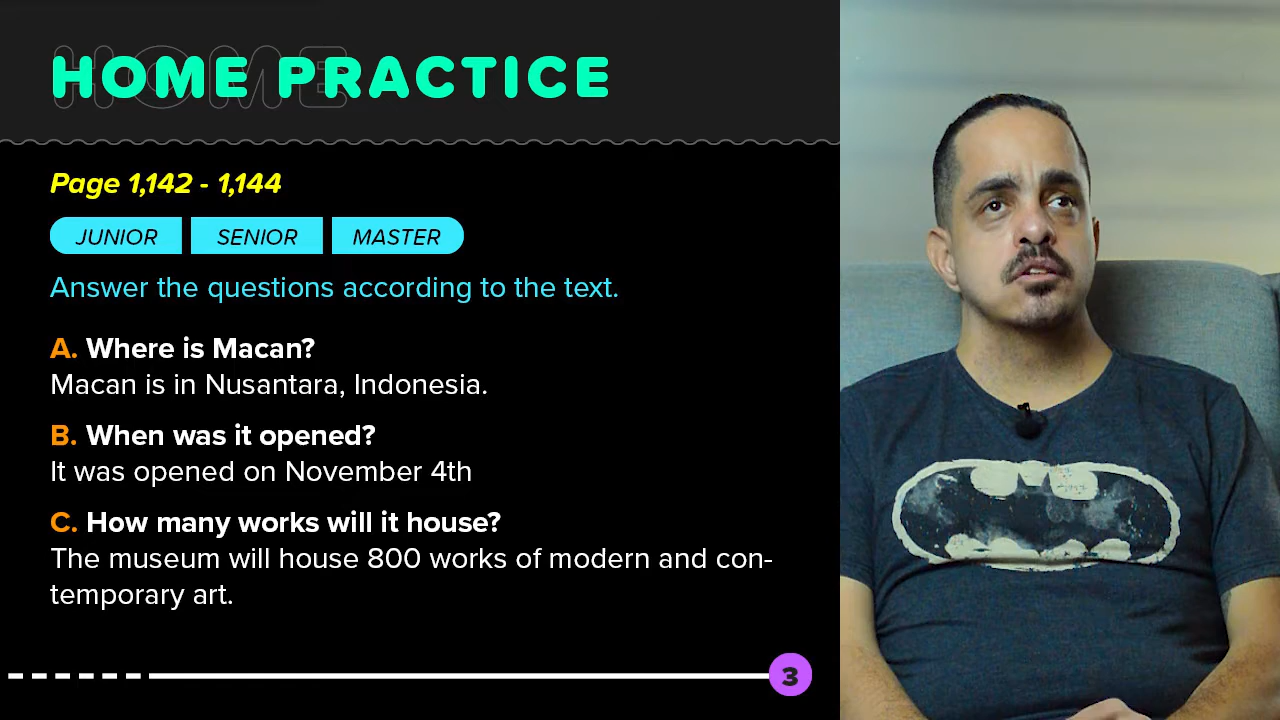 HOME PRACTICE
Page 1,142 - 1,144
JUNIOR SENIOR MASTER
Answer the questions according to the text.
A. Where is Macan?
Macan is in Nusantara, Indonesia.
B. When was it opened?
It was opened on November 4th
C. How many works will it house?
The museum will house 800 works of modern and con-
temporary art.
3